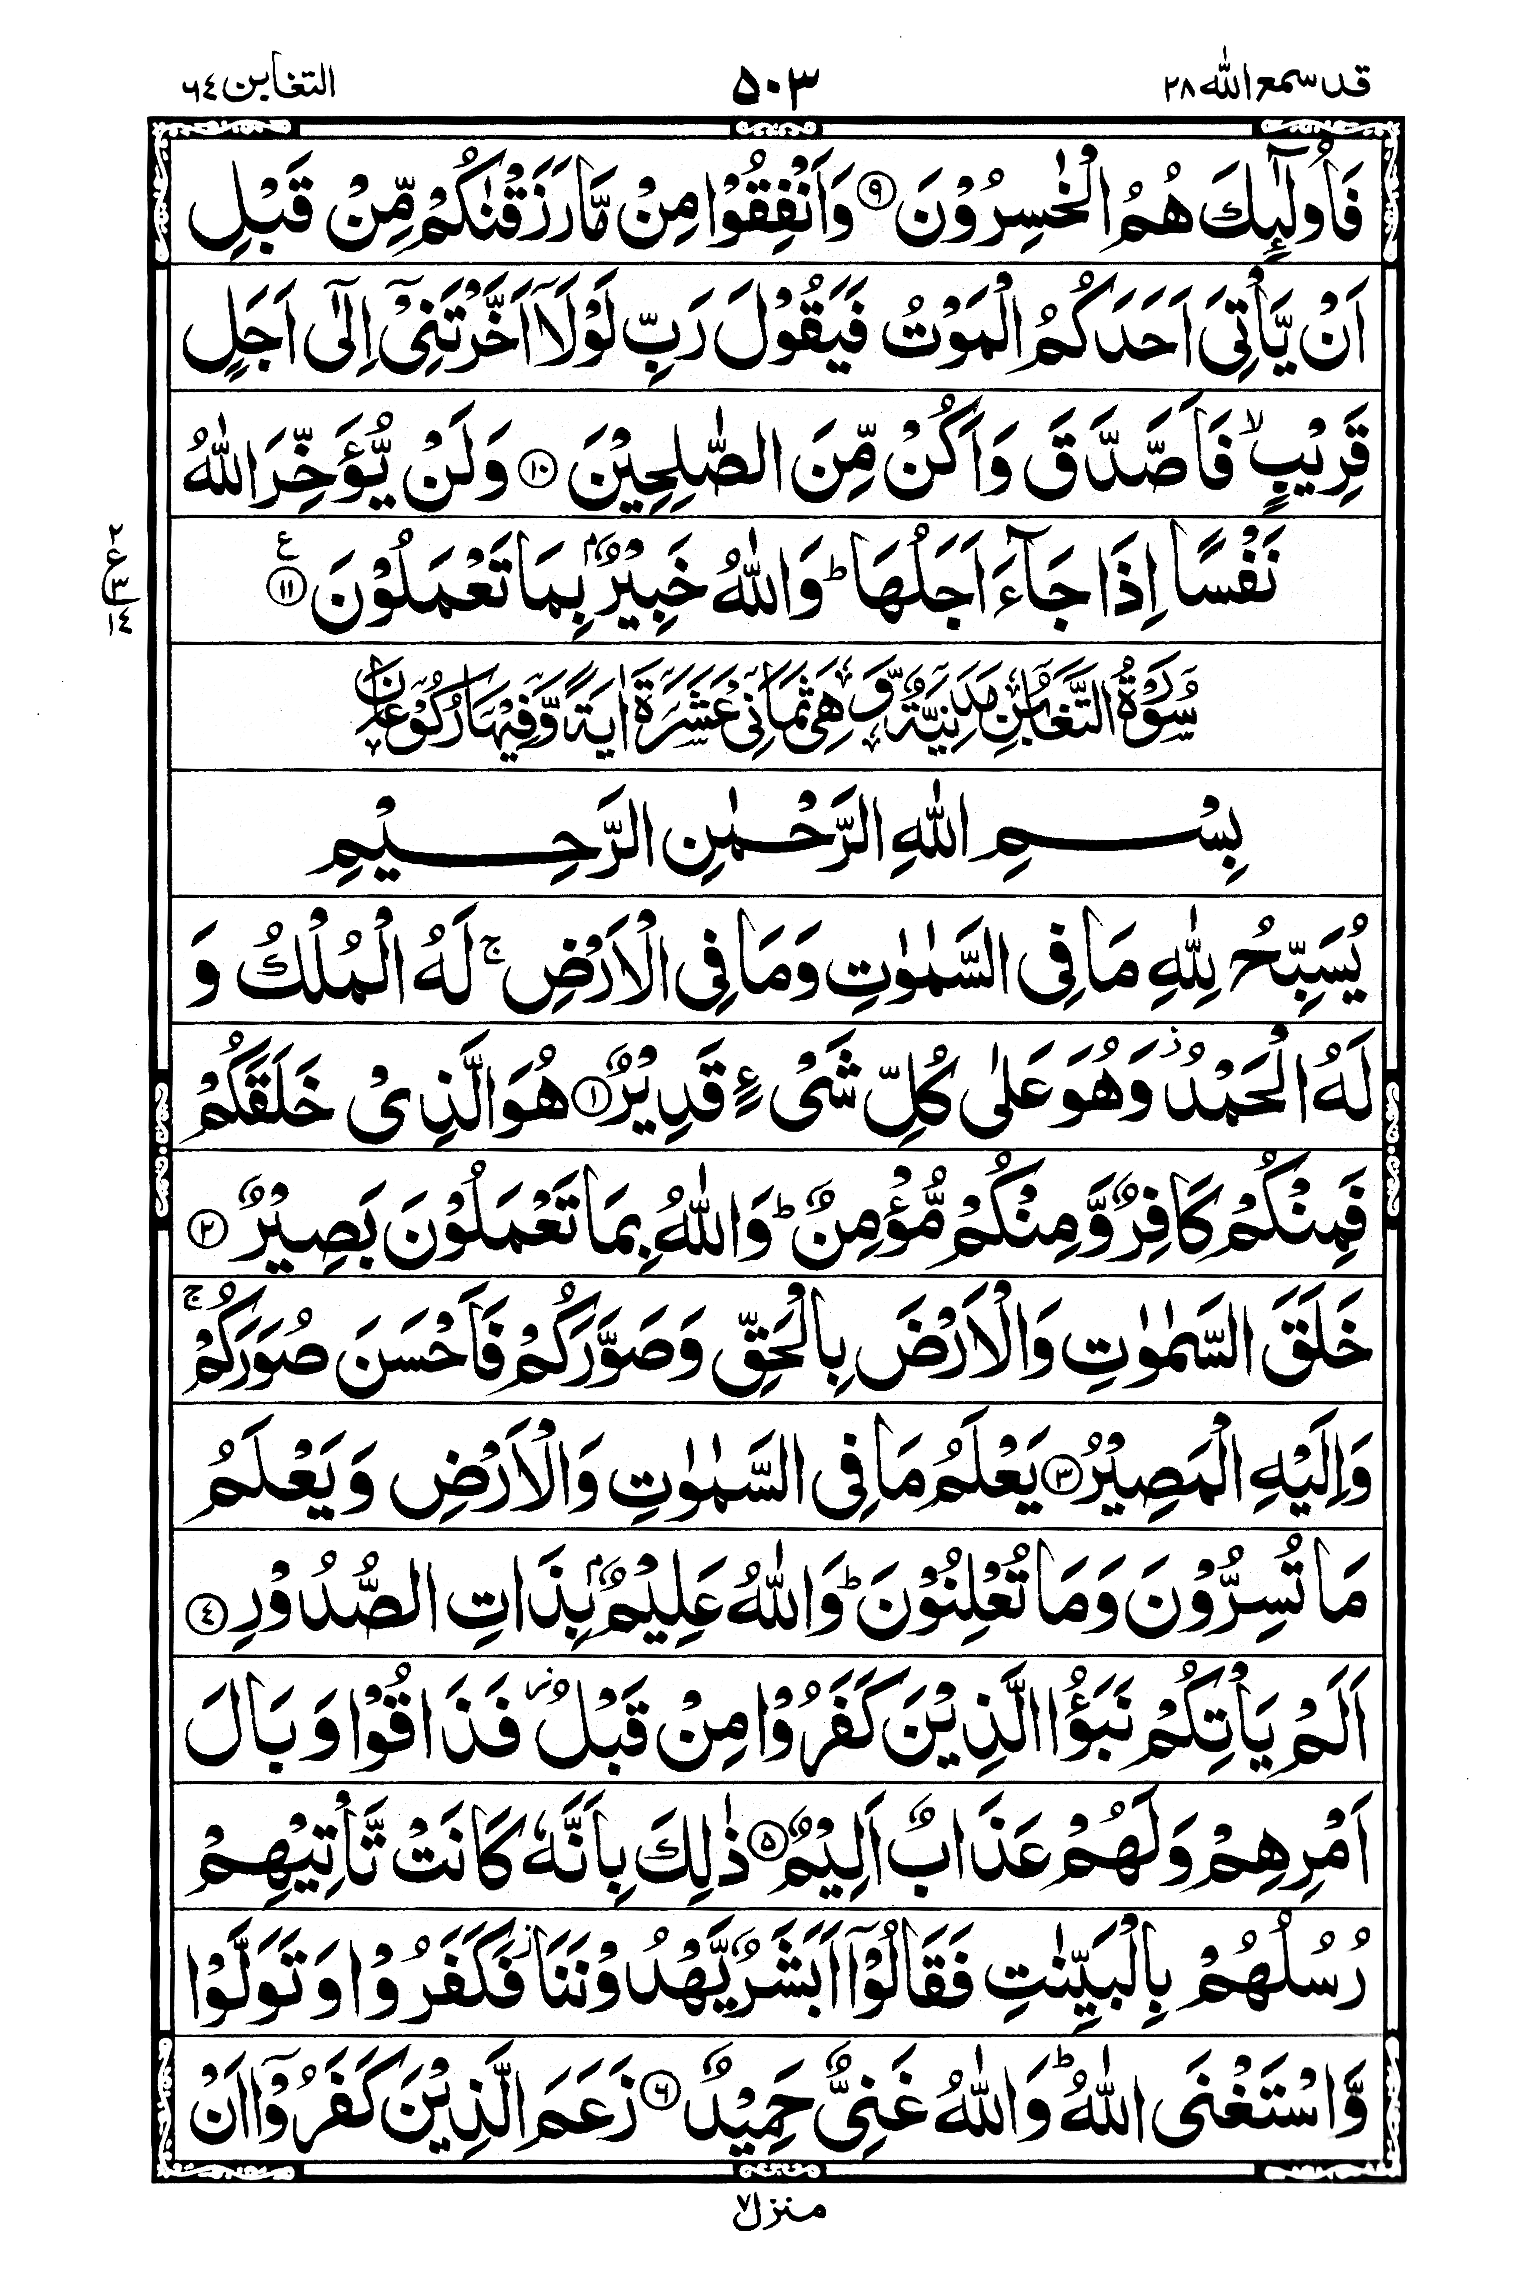 قد سمع الله ٢٨
٥٠٣
التغابن ٦٤
فَاُولٰٓئِكَ هُمُ الْخٰسِرُوْنَ ۝٩ وَاَنْفِقُوْا مِنْ مَّا رَزَقْنٰكُمْ مِّنْ قَبْلِ
اَنْ يَّاْتِىَ اَحَدَكُمُ الْمَوْتُ فَيَقُوْلَ رَبِّ لَوْلَاۤ اَخَّرْتَنِىْۤ اِلٰٓى اَجَلٍ
قَرِيْبٍۙ فَاَصَّدَّقَ وَاَكُنْ مِّنَ الصّٰلِحِيْنَ ۝١٠ وَلَنْ يُّؤَخِّرَ اللّٰهُ
نَفْسًا اِذَا جَآءَ اَجَلُهَاؕ وَاللّٰهُ خَبِيْرٌۢ بِمَا تَعْمَلُوْنَ ۝١١ ع
٢
ع
٣
١٤
سُوْرَةُ التَّغَابُنِ مَدَنِيَّةٌ وَّهِىَ ثَمَانِىْ عَشَرَةَ اٰيَةً وَّفِيْهَا رُكُوْعَانِ
بِسْمِ اللّٰهِ الرَّحْمٰنِ الرَّحِيْمِ
يُسَبِّحُ لِلّٰهِ مَا فِى السَّمٰوٰتِ وَمَا فِى الْاَرْضِۚ لَهُ الْمُلْكُ وَ
لَهُ الْحَمْدُؗ وَهُوَ عَلٰى كُلِّ شَىْءٍ قَدِيْرٌ ۝١ هُوَ الَّذِىْ خَلَقَكُمْ
فَمِنْكُمْ كَافِرٌ وَّمِنْكُمْ مُّؤْمِنٌؕ وَاللّٰهُ بِمَا تَعْمَلُوْنَ بَصِيْرٌ ۝٢
خَلَقَ السَّمٰوٰتِ وَالْاَرْضَ بِالْحَقِّ وَصَوَّرَكُمْ فَاَحْسَنَ صُوَرَكُمْۚ
وَاِلَيْهِ الْمَصِيْرُ ۝٣ يَعْلَمُ مَا فِى السَّمٰوٰتِ وَالْاَرْضِ وَيَعْلَمُ
مَا تُسِرُّوْنَ وَمَا تُعْلِنُوْنَؕ وَاللّٰهُ عَلِيْمٌۢ بِذَاتِ الصُّدُوْرِ ۝٤
اَلَمْ يَاْتِكُمْ نَبَؤُا الَّذِيْنَ كَفَرُوْا مِنْ قَبْلُؗ فَذَاقُوْا وَبَالَ
اَمْرِهِمْ وَلَهُمْ عَذَابٌ اَلِيْمٌ ۝٥ ذٰلِكَ بِاَنَّهٗ كَانَتْ تَّاْتِيْهِمْ
رُسُلُهُمْ بِالْبَيِّنٰتِ فَقَالُوْۤا اَبَشَرٌ يَّهْدُوْنَنَاؗ فَكَفَرُوْا وَتَوَلَّوْا
وَّاسْتَغْنَى اللّٰهُؕ وَاللّٰهُ غَنِىٌّ حَمِيْدٌ ۝٦ زَعَمَ الَّذِيْنَ كَفَرُوْۤا اَنْ
منزل ٧